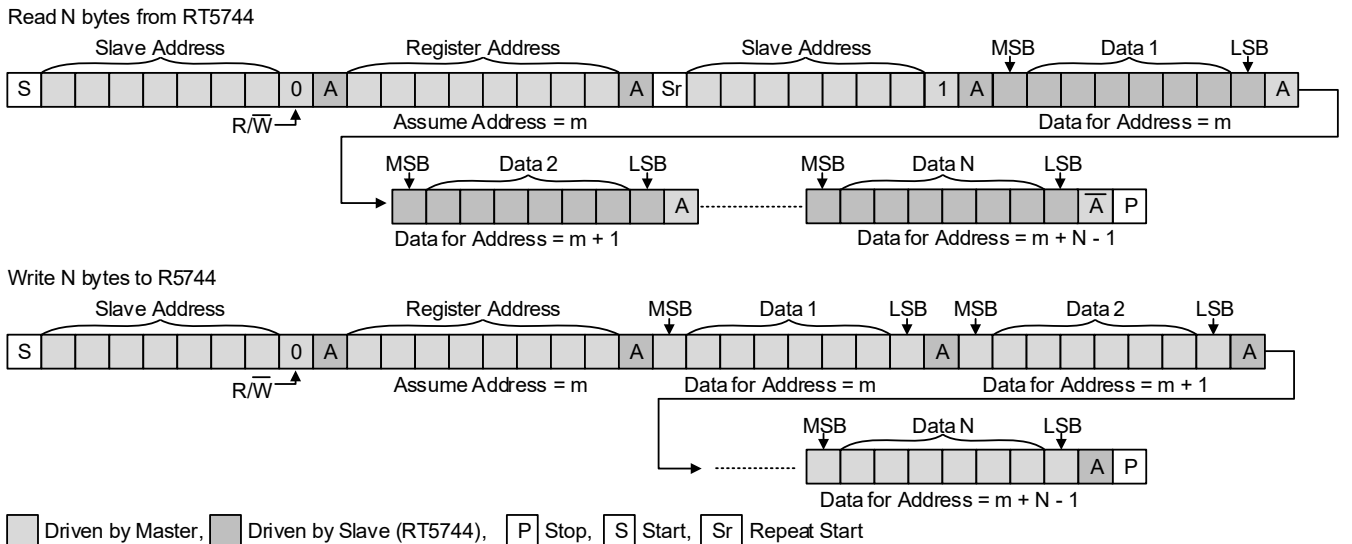 Read N bytes from RT5744
Slave Address Register Address Slave Address MSB Data 1 LSB
S 0 A A Sr 1 A A
R/W̅ Assume Address = m Data for Address = m
MSB Data 2 LSB MSB Data N LSB
A A̅ P
Data for Address = m + 1 Data for Address = m + N - 1
Write N bytes to R5744
Slave Address Register Address MSB Data 1 LSB MSB Data 2 LSB
S 0 A A A A
R/W̅ Assume Address = m Data for Address = m Data for Address = m + 1
MSB Data N LSB
A P
Data for Address = m + N - 1
Driven by Master, Driven by Slave (RT5744), P Stop, S Start, Sr Repeat Start